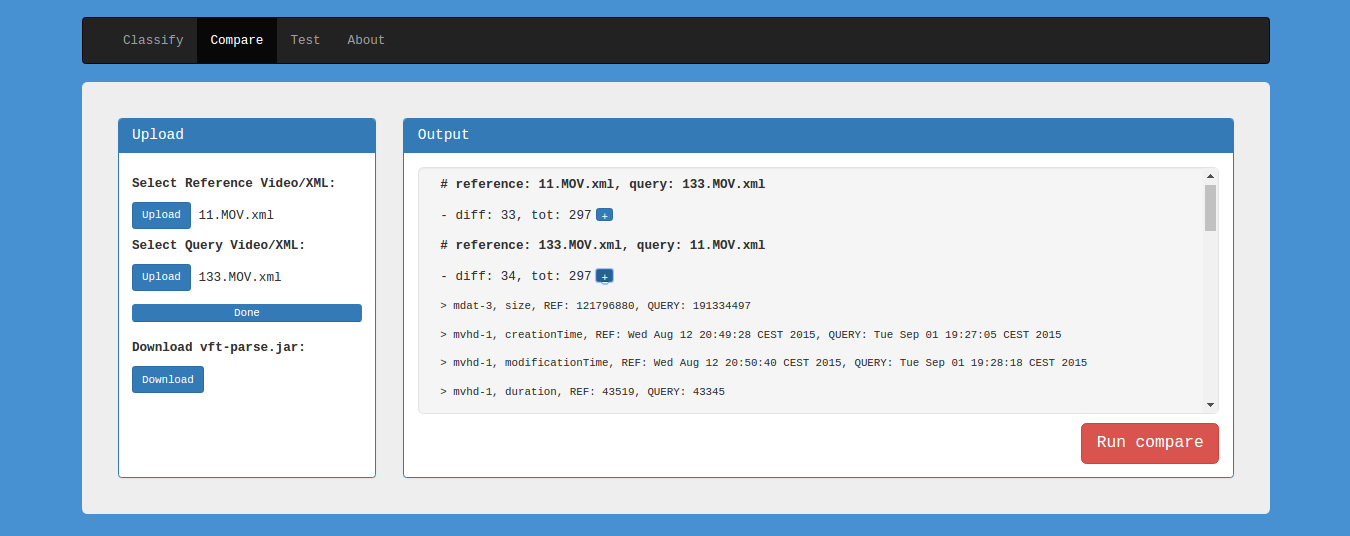 Classify Compare Test About
Upload
Select Reference Video/XML:
Upload 11.MOV.xml
Select Query Video/XML:
Upload 133.MOV.xml
Done
Download vft-parse.jar:
Download
Output
# reference: 11.MOV.xml, query: 133.MOV.xml
- diff: 33, tot: 297 +
# reference: 133.MOV.xml, query: 11.MOV.xml
- diff: 34, tot: 297 +
> mdat-3, size, REF: 121796880, QUERY: 191334497
> mvhd-1, creationTime, REF: Wed Aug 12 20:49:28 CEST 2015, QUERY: Tue Sep 01 19:27:05 CEST 2015
> mvhd-1, modificationTime, REF: Wed Aug 12 20:50:40 CEST 2015, QUERY: Tue Sep 01 19:28:18 CEST 2015
> mvhd-1, duration, REF: 43519, QUERY: 43345
Run compare